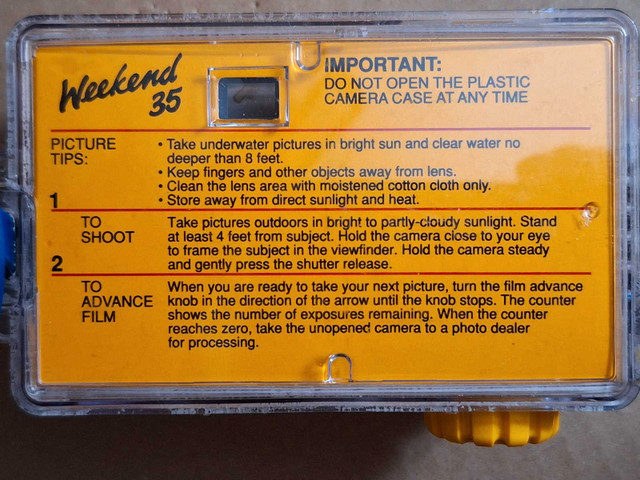 Weekend
35
IMPORTANT:
DO NOT OPEN THE PLASTIC
CAMERA CASE AT ANY TIME
PICTURE
TIPS:
• Take underwater pictures in bright sun and clear water no
deeper than 8 feet.
• Keep fingers and other objects away from lens.
• Clean the lens area with moistened cotton cloth only.
• Store away from direct sunlight and heat.
1
TO
SHOOT
Take pictures outdoors in bright to partly-cloudy sunlight. Stand
at least 4 feet from subject. Hold the camera close to your eye
to frame the subject in the viewfinder. Hold the camera steady
and gently press the shutter release.
2
TO
ADVANCE
FILM
When you are ready to take your next picture, turn the film advance
knob in the direction of the arrow until the knob stops. The counter
shows the number of exposures remaining. When the counter
reaches zero, take the unopened camera to a photo dealer
for processing.